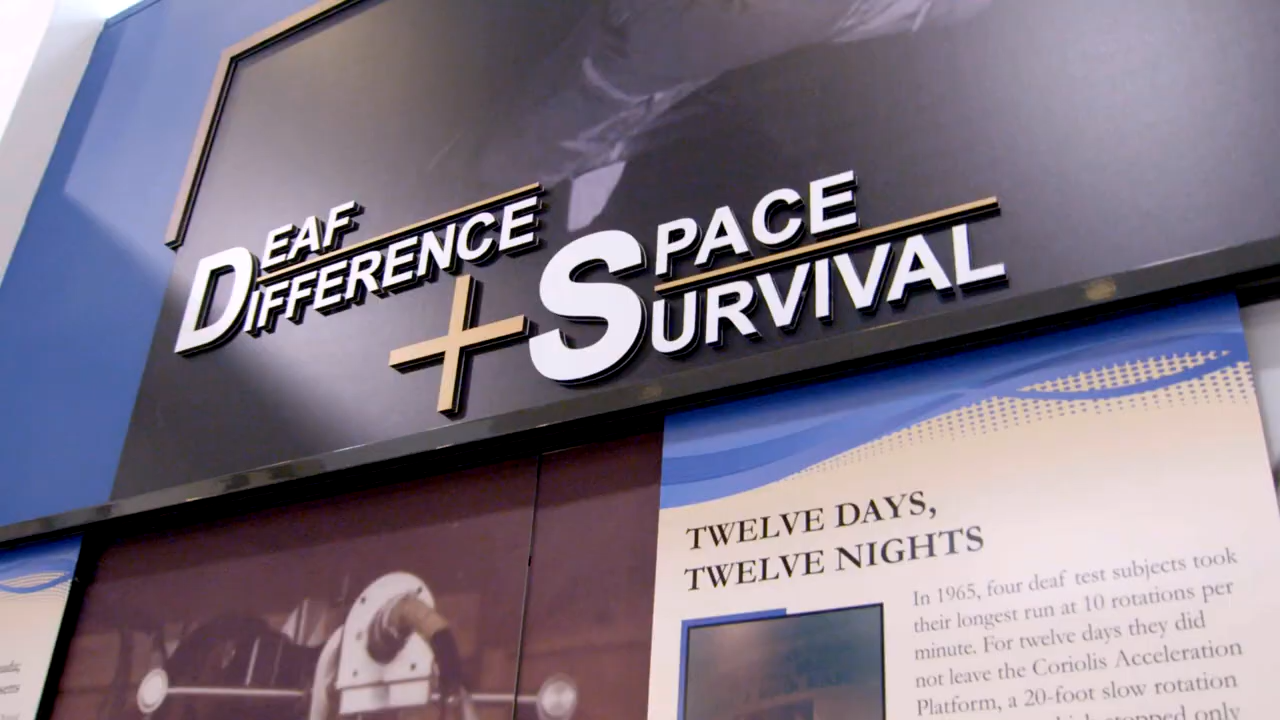 DEAF
DIFFERENCE
+
SPACE
SURVIVAL
TWELVE DAYS,
TWELVE NIGHTS
In 1965, four deaf test subjects took
their longest run at 10 rotations per
minute. For twelve days they did
not leave the Coriolis Acceleration
Platform, a 20-foot slow rotation
stopped only